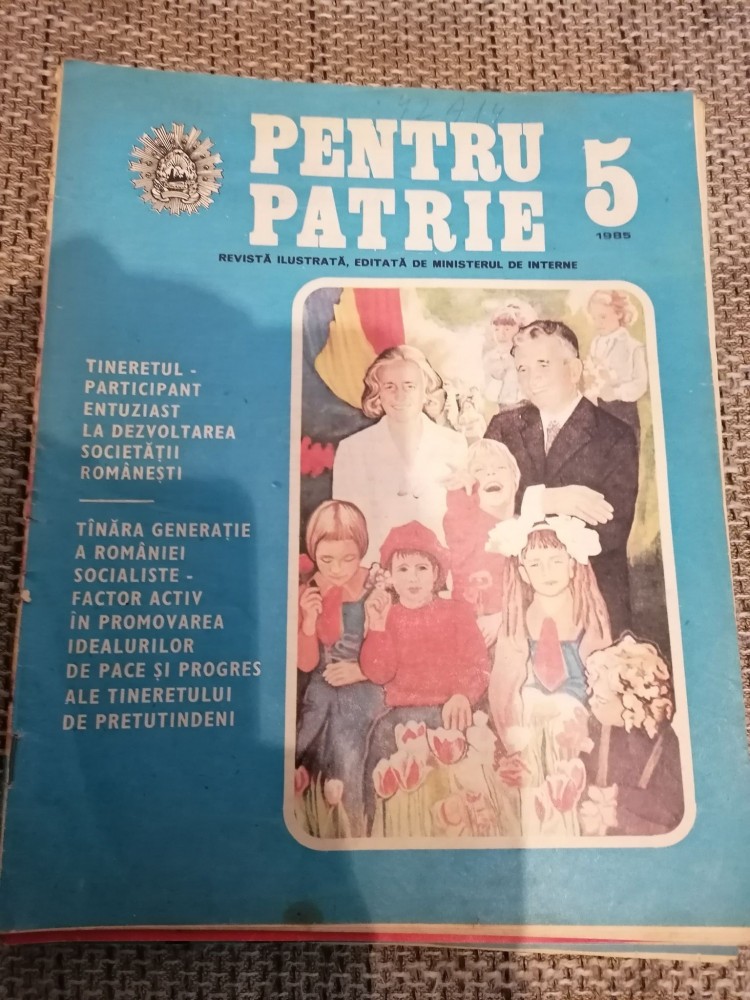 PENTRU
PATRIE
5
1985
REVISTĂ ILUSTRATĂ, EDITATĂ DE MINISTERUL DE INTERNE
TINERETUL -
PARTICIPANT
ENTUZIAST
LA DEZVOLTAREA
SOCIETĂȚII
ROMÂNEȘTI
TÎNĂRA GENERAȚIE
A ROMÂNIEI
SOCIALISTE -
FACTOR ACTIV
ÎN PROMOVAREA
IDEALURILOR
DE PACE ȘI PROGRES
ALE TINERETULUI
DE PRETUTINDENI